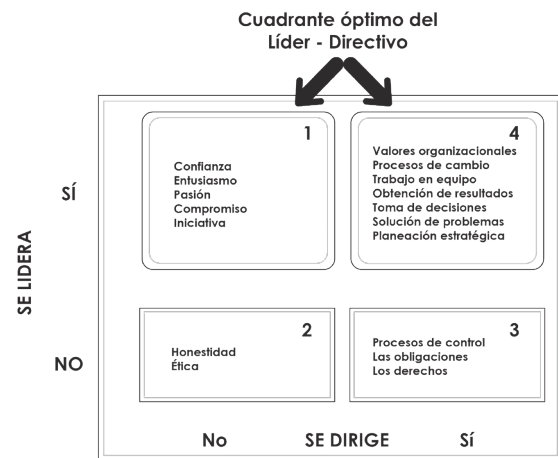 Cuadrante óptimo del
Líder - Directivo
1
Confianza
Entusiasmo
Pasión
Compromiso
Iniciativa
4
Valores organizacionales
Procesos de cambio
Trabajo en equipo
Obtención de resultados
Toma de decisiones
Solución de problemas
Planeación estratégica
SÍ
SE LIDERA
NO
2
Honestidad
Ética
3
Procesos de control
Las obligaciones
Los derechos
No
SE DIRIGE
Sí